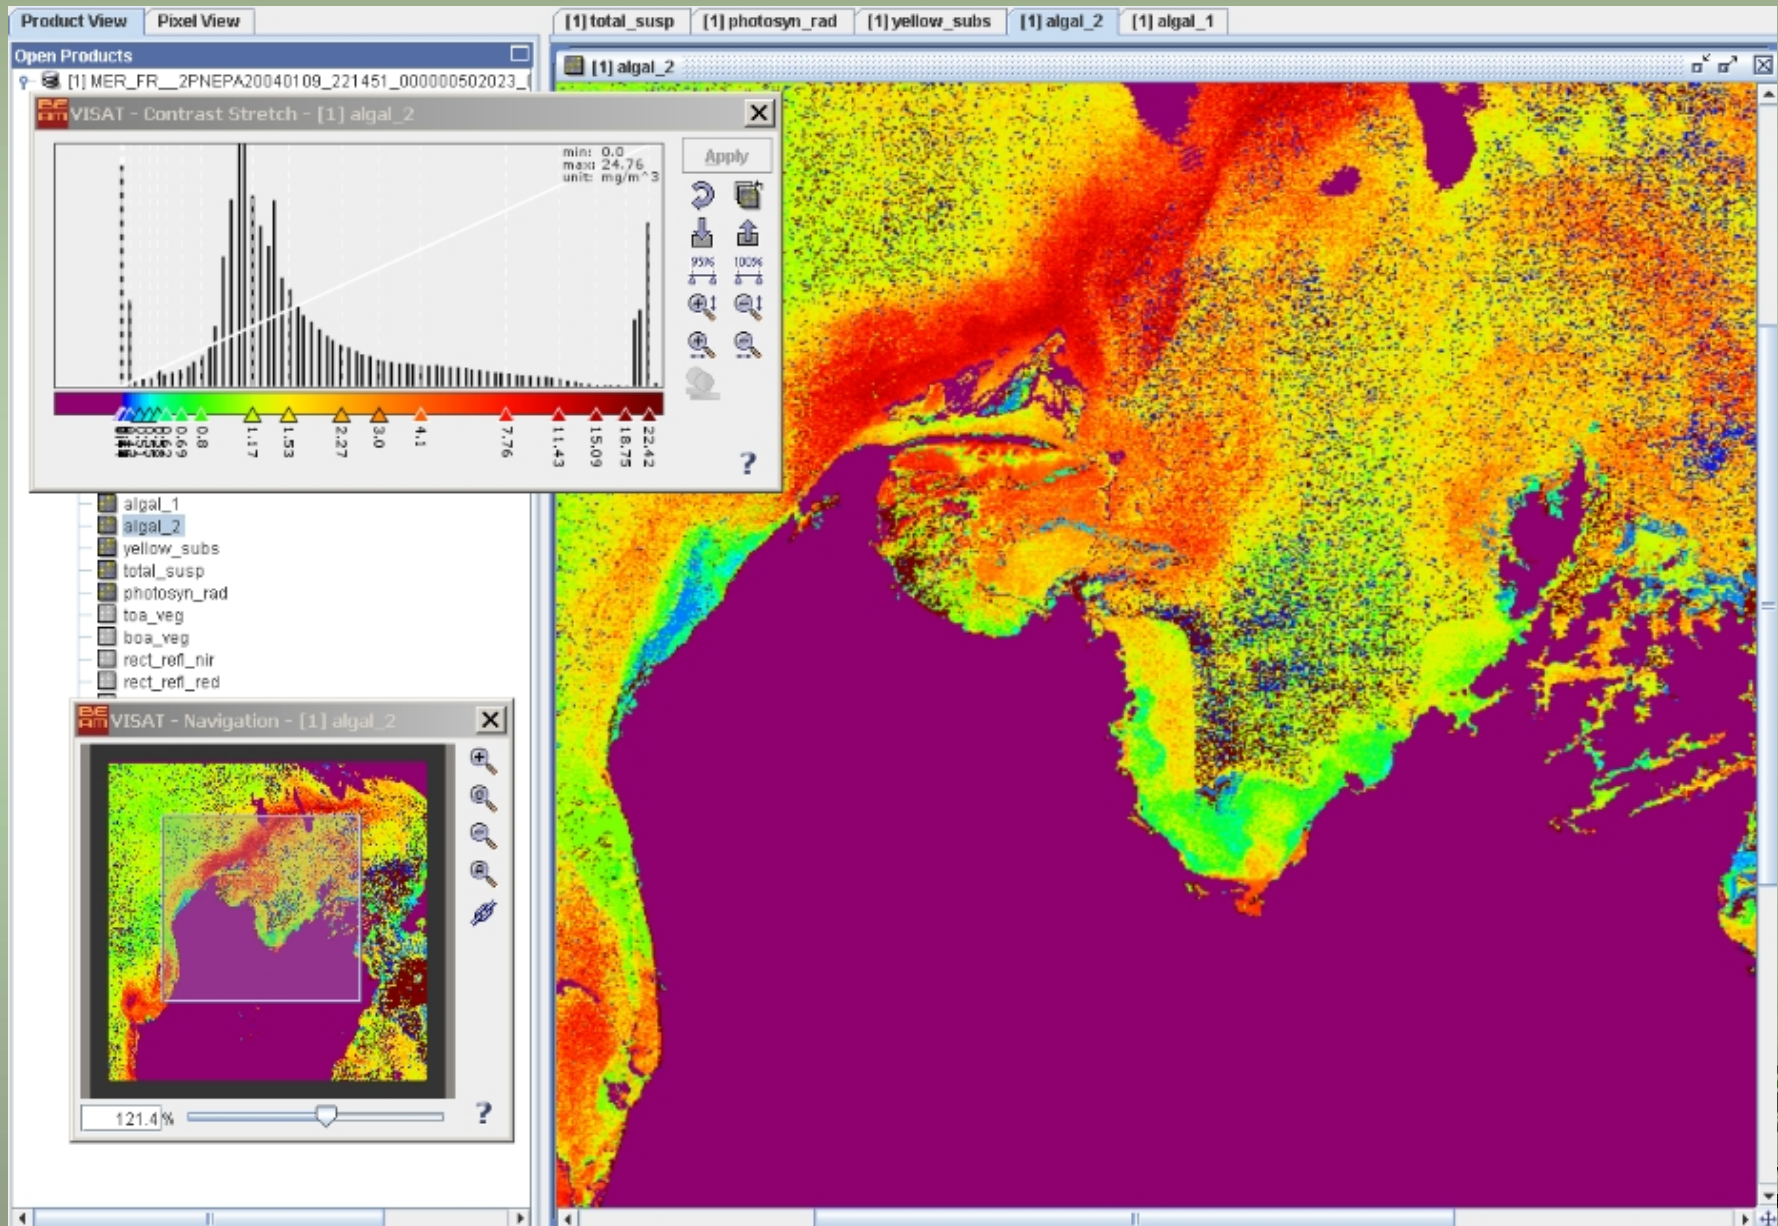 Product View Pixel View
[1] total_susp [1] photosyn_rad [1] yellow_subs [1] algal_2 [1] algal_1
Open Products
[1] MER_FR__2PNEPA20040109_221451_000000502023_
[1] algal_2
VISAT - Contrast Stretch - [1] algal_2
min: 0.0
max: 24.76
unit: mg/m^3
Apply
95% 100%
0.69 0.8 1.17 1.53 2.27 3.0 4.1 7.76 11.43 15.09 18.75 22.42
?
algal_1
algal_2
yellow_subs
total_susp
photosyn_rad
toa_veg
boa_veg
rect_refl_nir
rect_refl_red
VISAT - Navigation - [1] algal_2
121.4%
?